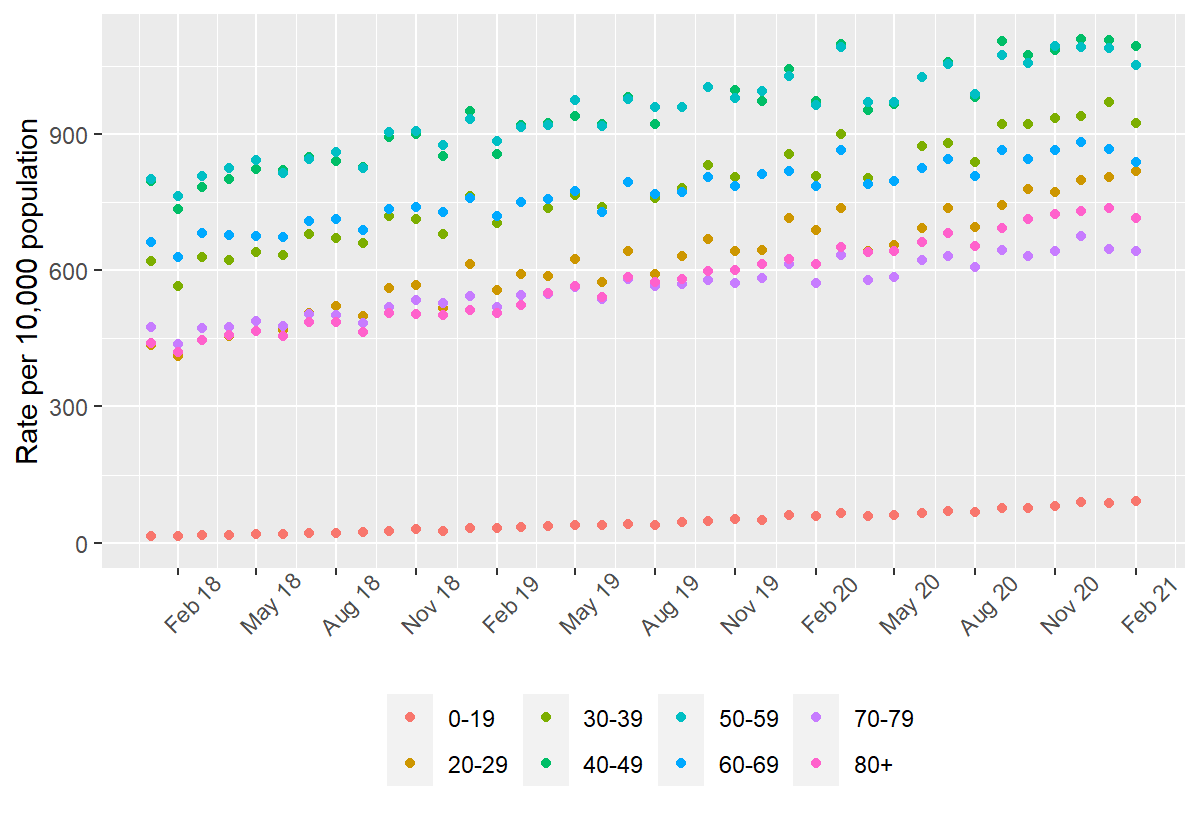 Rate per 10,000 population
900
600
300
0
Feb 18
May 18
Aug 18
Nov 18
Feb 19
May 19
Aug 19
Nov 19
Feb 20
May 20
Aug 20
Nov 20
Feb 21
0-19 30-39 50-59 70-79
20-29 40-49 60-69 80+